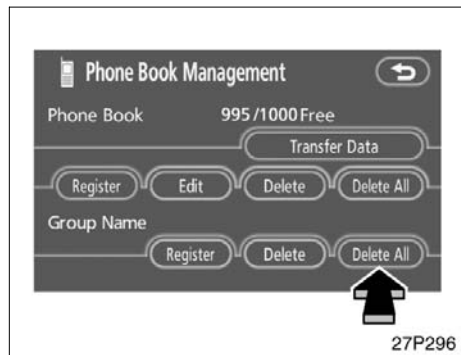 Phone Book Management
Phone Book 995/1000 Free
Transfer Data
Register Edit Delete Delete All
Group Name
Register Delete Delete All
27P296